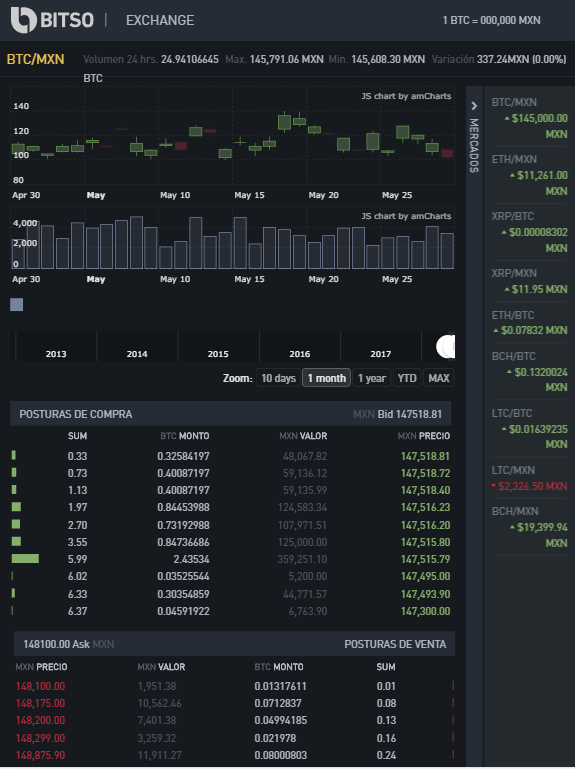 BITSO | EXCHANGE 1 BTC = 000,000 MXN
BTC/MXN Volumen 24 hrs. 24.94106645 BTC Max. 145,791.06 MXN Min. 145,608.30 MXN Variación 337.24MXN (0.00%)
JS chart by amCharts
140
120
100
80
Apr 30 May May 10 May 15 May 20 May 25
JS chart by amCharts
4,000
2,000
0
Apr 30 May May 10 May 15 May 20 May 25
2013 2014 2015 2016 2017
Zoom: 10 days 1 month 1 year YTD MAX
POSTURAS DE COMPRA MXN Bid 147518.81
SUM BTC MONTO MXN VALOR MXN PRECIO
0.33 0.32584197 48,067.82 147,518.81
0.73 0.40087197 59,136.12 147,518.72
1.13 0.40087197 59,135.99 147,518.40
1.97 0.84453988 124,583.34 147,516.23
2.70 0.73192988 107,971.51 147,516.20
3.55 0.84736686 125,000.00 147,515.80
5.99 2.43534 359,251.10 147,515.79
6.02 0.03525544 5,200.00 147,495.00
6.33 0.30354859 44,771.57 147,493.90
6.37 0.04591922 6,763.90 147,300.00
148100.00 Ask MXN POSTURAS DE VENTA
MXN PRECIO MXN VALOR BTC MONTO SUM
148,100.00 1,951.38 0.01317611 0.01
148,175.00 10,562.46 0.0712837 0.08
148,200.00 7,401.38 0.04994185 0.13
148,299.00 3,259.32 0.021978 0.16
148,875.90 11,911.27 0.08000803 0.24
MERCADOS
BTC/MXN
$145,000.00
MXN
ETH/MXN
$11,261.00
MXN
XRP/BTC
$0.00008302
MXN
XRP/MXN
$11.95 MXN
ETH/BTC
$0.07832 MXN
BCH/BTC
$0.1320024
MXN
LTC/BTC
$0.01639235
MXN
LTC/MXN
$2,326.50 MXN
BCH/MXN
$19,399.94
MXN